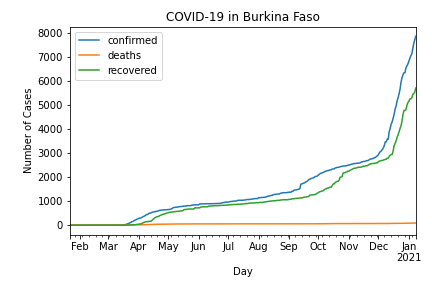 COVID-19 in Burkina Faso
8000
7000
6000
5000
4000
3000
2000
1000
0
Number of Cases
confirmed
deaths
recovered
Feb Mar Apr May Jun Jul Aug Sep Oct Nov Dec Jan
2021
Day